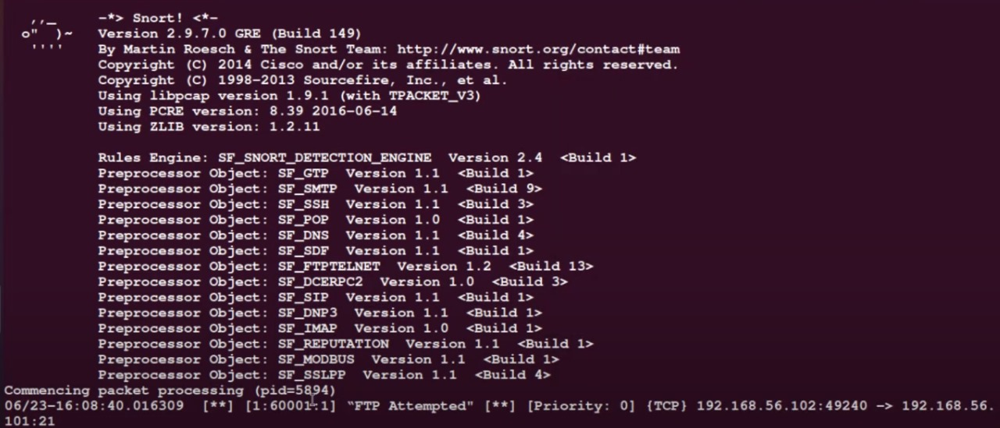 ,,_ -*> Snort! <*-
o" )~ Version 2.9.7.0 GRE (Build 149)
'''' By Martin Roesch & The Snort Team: http://www.snort.org/contact#team
Copyright (C) 2014 Cisco and/or its affiliates. All rights reserved.
Copyright (C) 1998-2013 Sourcefire, Inc., et al.
Using libpcap version 1.9.1 (with TPACKET_V3)
Using PCRE version: 8.39 2016-06-14
Using ZLIB version: 1.2.11
Rules Engine: SF_SNORT_DETECTION_ENGINE Version 2.4 <Build 1>
Preprocessor Object: SF_GTP Version 1.1 <Build 1>
Preprocessor Object: SF_SMTP Version 1.1 <Build 9>
Preprocessor Object: SF_SSH Version 1.1 <Build 3>
Preprocessor Object: SF_POP Version 1.0 <Build 1>
Preprocessor Object: SF_DNS Version 1.1 <Build 4>
Preprocessor Object: SF_SDF Version 1.1 <Build 1>
Preprocessor Object: SF_FTPTELNET Version 1.2 <Build 13>
Preprocessor Object: SF_DCERPC2 Version 1.0 <Build 3>
Preprocessor Object: SF_SIP Version 1.1 <Build 1>
Preprocessor Object: SF_DNP3 Version 1.1 <Build 1>
Preprocessor Object: SF_IMAP Version 1.0 <Build 1>
Preprocessor Object: SF_REPUTATION Version 1.1 <Build 1>
Preprocessor Object: SF_MODBUS Version 1.1 <Build 1>
Preprocessor Object: SF_SSLPP Version 1.1 <Build 4>
Commencing packet processing (pid=5894)
06/23-16:08:40.016309 [**] [1:60001:1] “FTP Attempted" [**] [Priority: 0] {TCP} 192.168.56.102:49240 -> 192.168.56.
101:21